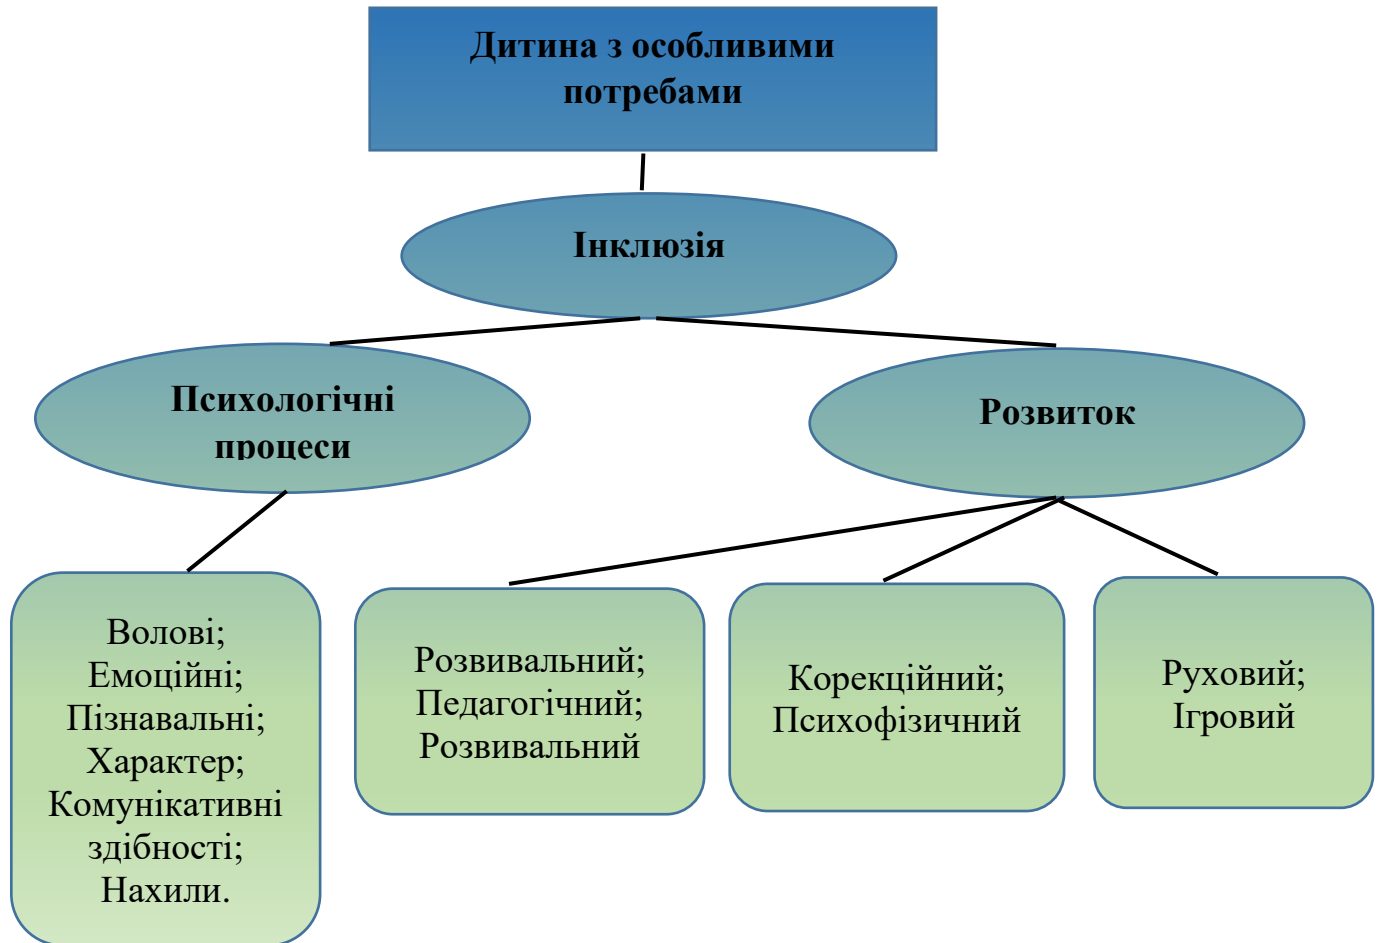 Дитина з особливими
потребами
Інклюзія
Психологічні
процеси
Розвиток
Волові;
Емоційні;
Пізнавальні;
Характер;
Комунікативні
здібності;
Нахили.
Розвивальний;
Педагогічний;
Розвивальний
Корекційний;
Психофізичний
Руховий;
Ігровий